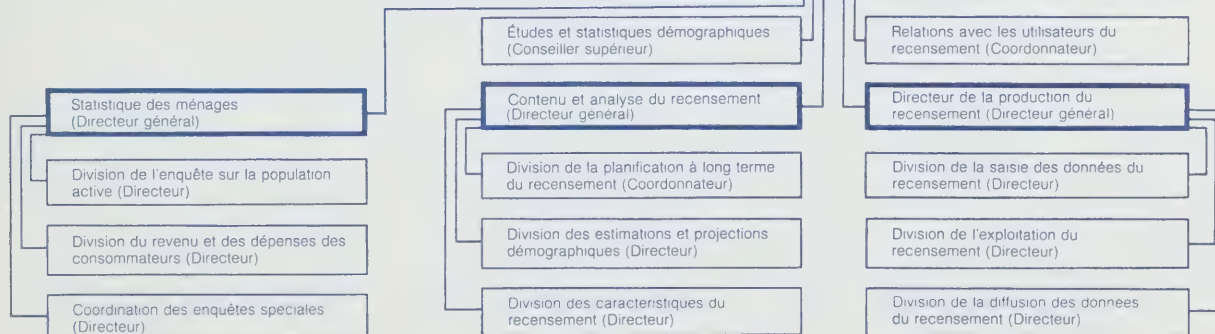 Études et statistiques démographiques
(Conseiller supérieur)
Relations avec les utilisateurs du
recensement (Coordonnateur)
Statistique des ménages
(Directeur général)
Contenu et analyse du recensement
(Directeur général)
Directeur de la production du
recensement (Directeur général)
Division de l'enquête sur la population
active (Directeur)
Division de la planification à long terme
du recensement (Coordonnateur)
Division de la saisie des données du
recensement (Directeur)
Division du revenu et des dépenses des
consommateurs (Directeur)
Division des estimations et projections
démographiques (Directeur)
Division de l'exploitation du
recensement (Directeur)
Coordination des enquêtes spéciales
(Directeur)
Division des caractéristiques du
recensement (Directeur)
Division de la diffusion des données
du recensement (Directeur)